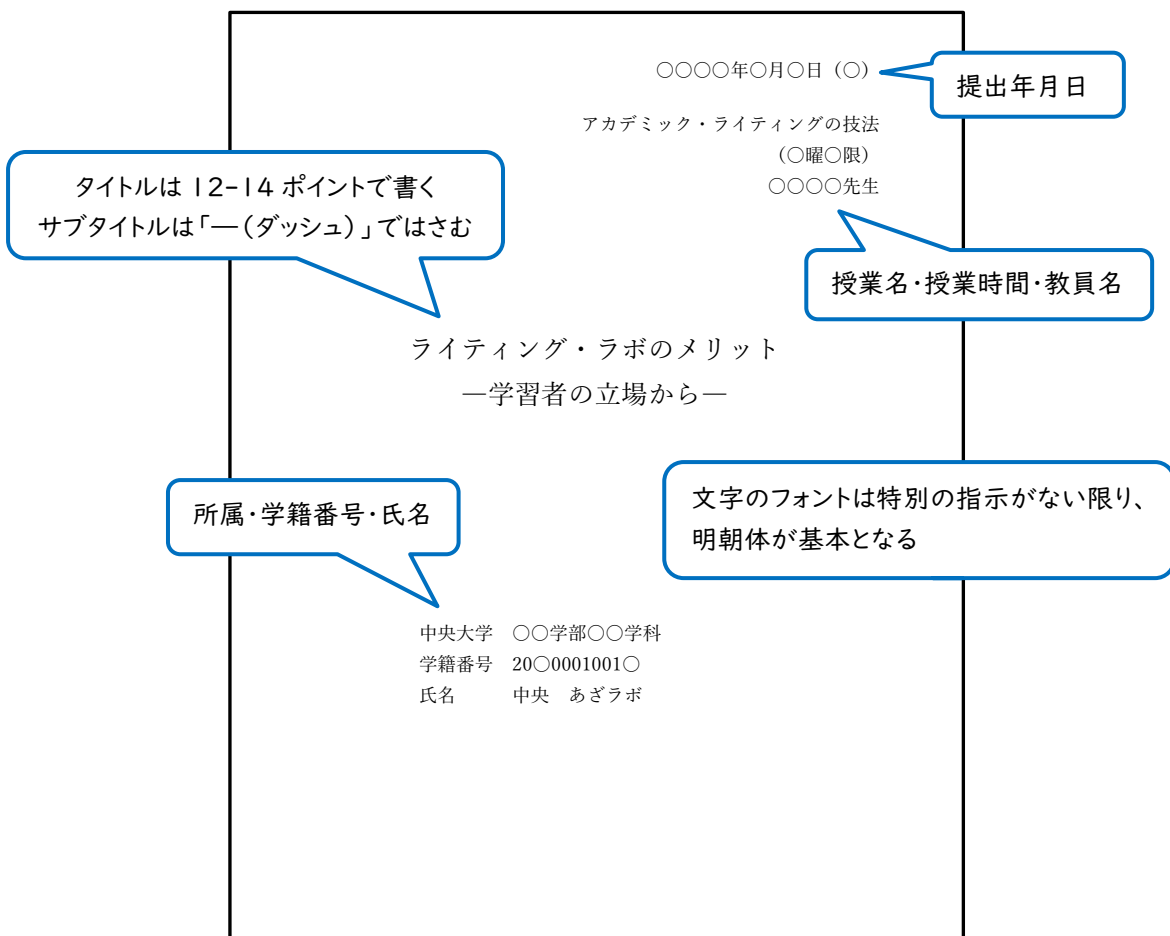 ○○○○年○月○日（○）
提出年月日
アカデミック・ライティングの技法
（○曜○限）
○○○○先生
タイトルは 12-14 ポイントで書く
サブタイトルは「―（ダッシュ）」ではさむ
授業名・授業時間・教員名
ライティング・ラボのメリット
―学習者の立場から―
所属・学籍番号・氏名
文字のフォントは特別の指示がない限り、
明朝体が基本となる
中央大学　○○学部○○学科
学籍番号　20○0001001○
氏名　　　中央　あざラボ